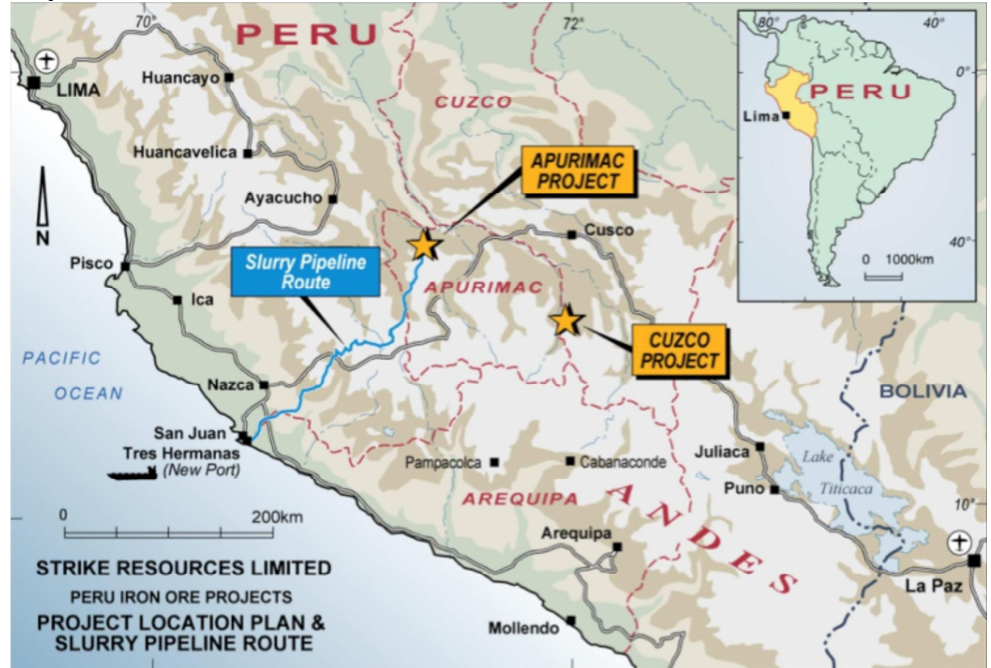 70°
72°
PERU
LIMA
Huancayo
CUZCO
Huancavelica
APURIMAC
PROJECT
Ayacucho
N
Cusco
Pisco
Slurry Pipeline
Route
APURIMAC
Ica
CUZCO
PROJECT
PACIFIC
OCEAN
Nazca
BOLIVIA
San Juan
Tres Hermanas
(New Port)
Pampacolca
Cabanaconde
Juliaca
Lake
Titicaca
Puno
AREQUIPA
ANDES
10°
0 200km
Arequipa
La Paz
Mollendo
STRIKE RESOURCES LIMITED
PERU IRON ORE PROJECTS
PROJECT LOCATION PLAN &
SLURRY PIPELINE ROUTE
80°
40°
0°
PERU
Lima
40°
0 1000km